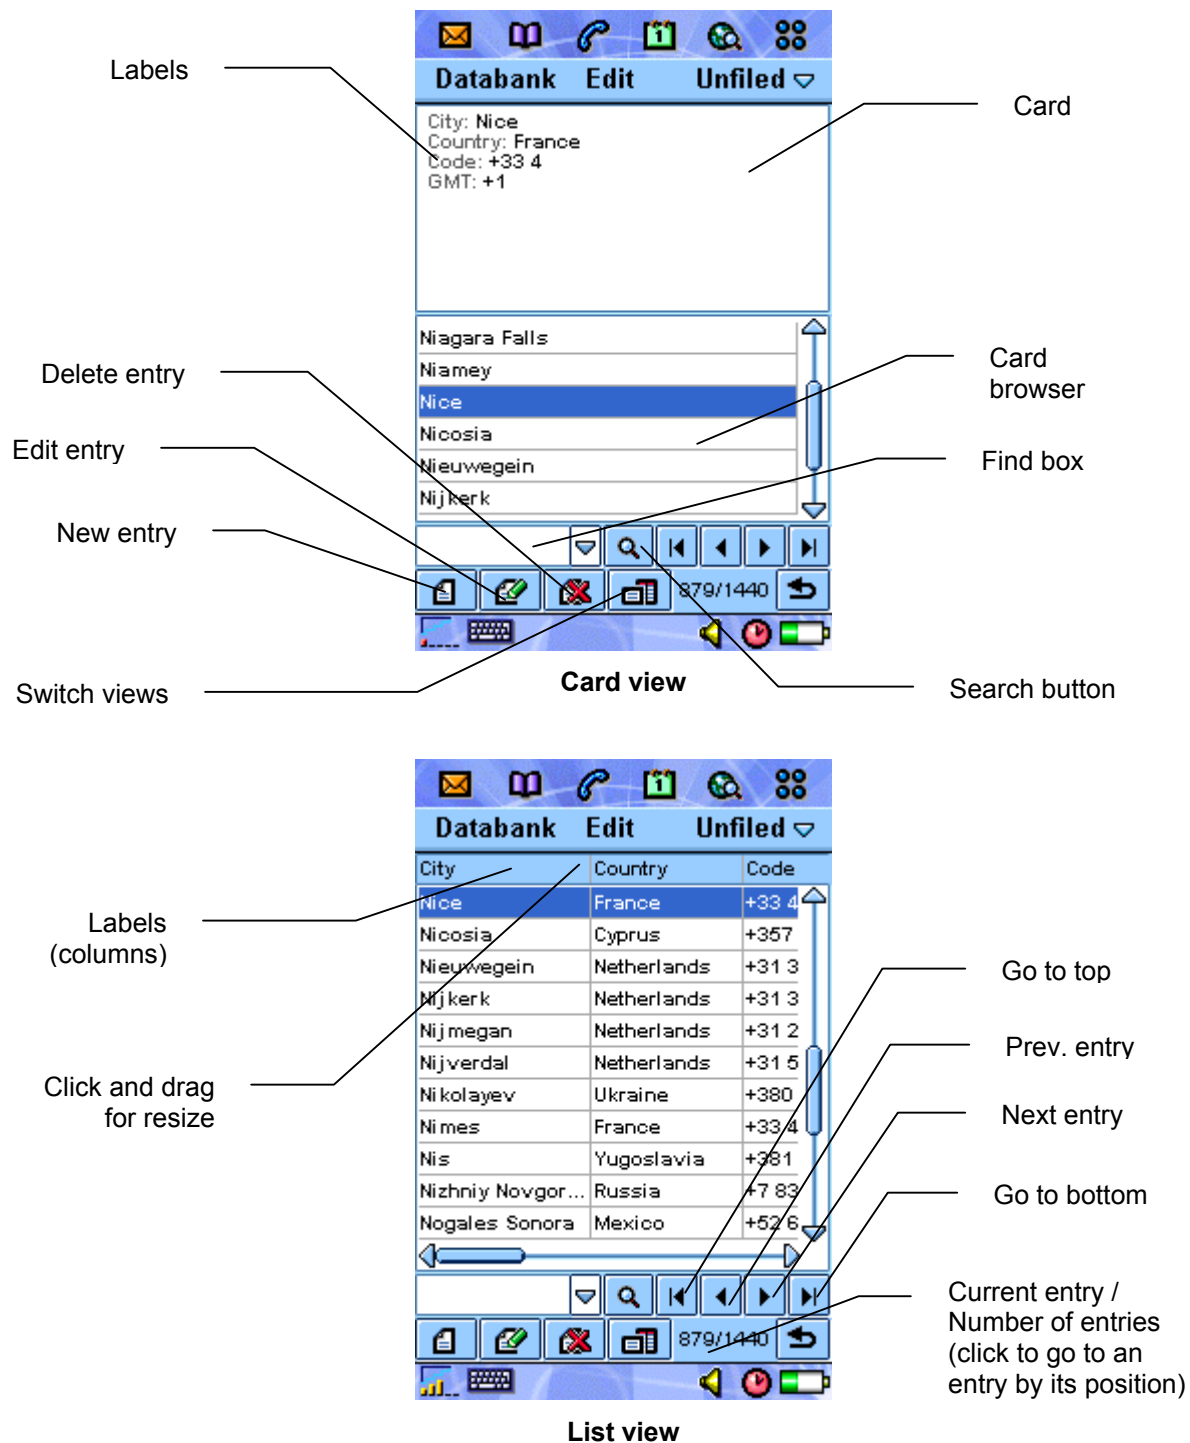 Labels
Card
Delete entry
Edit entry
New entry
Switch views
Card
browser
Find box
Search button
1
Databank Edit Unfiled
City: Nice
Country: France
Code: +33 4
GMT: +1
Niagara Falls
Niamey
Nice
Nicosia
Nieuwegein
Nijkerk
879/1440
Card view
1
Databank Edit Unfiled
City Country Code
Nice France +33 4
Nicosia Cyprus +357
Nieuwegein Netherlands +31 3
Nijkerk Netherlands +31 3
Nijmegan Netherlands +31 2
Nijverdal Netherlands +31 5
Nikolayev Ukraine +380
Nimes France +33 4
Nis Yugoslavia +381
Nizhniy Novgor... Russia +7 83
Nogales Sonora Mexico +52 6
879/1440
List view
Labels
(columns)
Click and drag
for resize
Go to top
Prev. entry
Next entry
Go to bottom
Current entry /
Number of entries
(click to go to an
entry by its position)